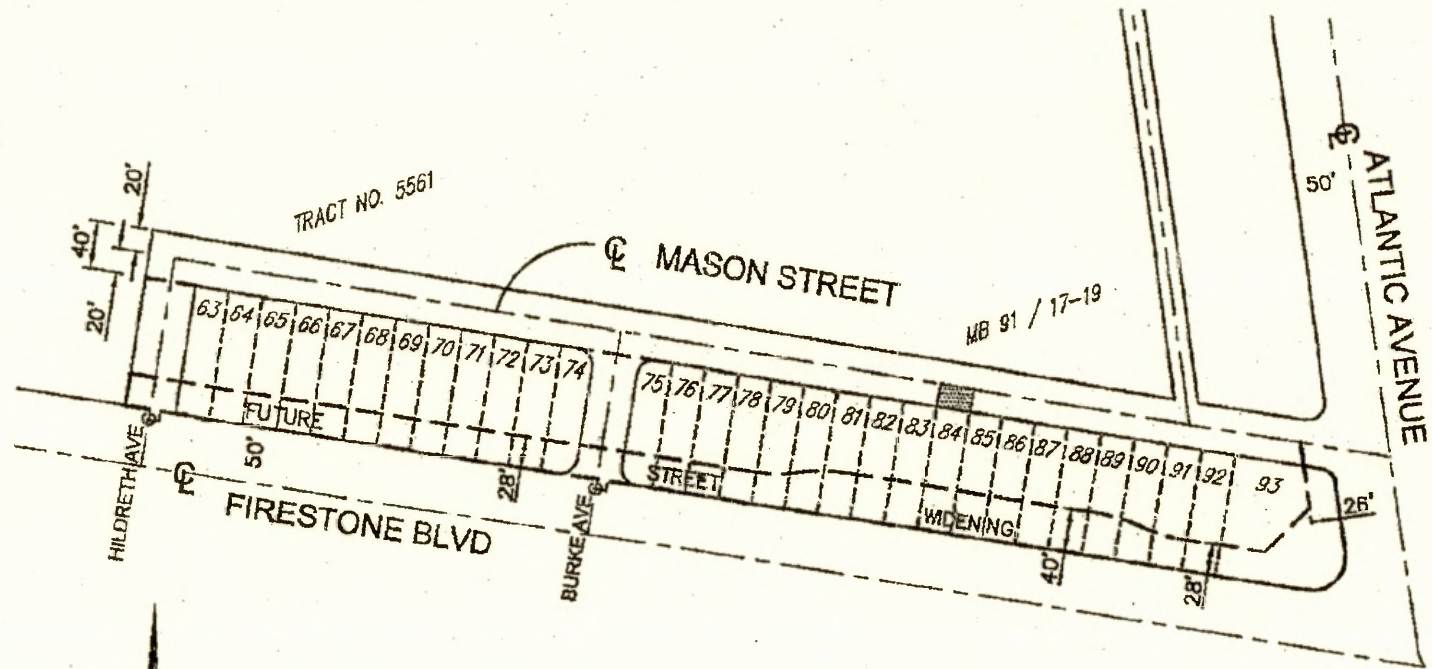 20'
40'
20'
TRACT NO. 5561
℄ MASON STREET
MB 91 / 17-19
50'
℄ ATLANTIC AVENUE
63 64 65 66 67 68 69 70 71 72 73 74
75 76 77 78 79 80 81 82 83 84 85 86 87 88 89 90 91 92 93
FUTURE STREET WIDENING
50'
28'
40'
28'
26'
HILDRETH AVE ℄
BURKE AVE ℄
℄ FIRESTONE BLVD